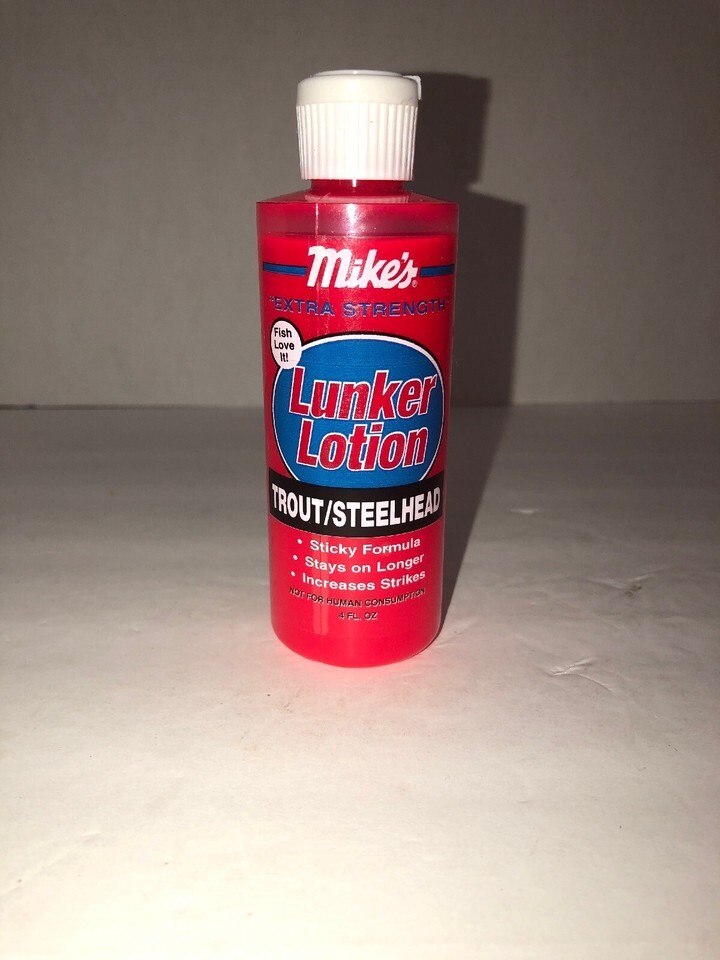 Mike's®
"EXTRA STRENGTH"
Fish
Love
It!
Lunker
Lotion
TROUT/STEELHEAD
• Sticky Formula
• Stays on Longer
• Increases Strikes
NOT FOR HUMAN CONSUMPTION
4 FL. OZ